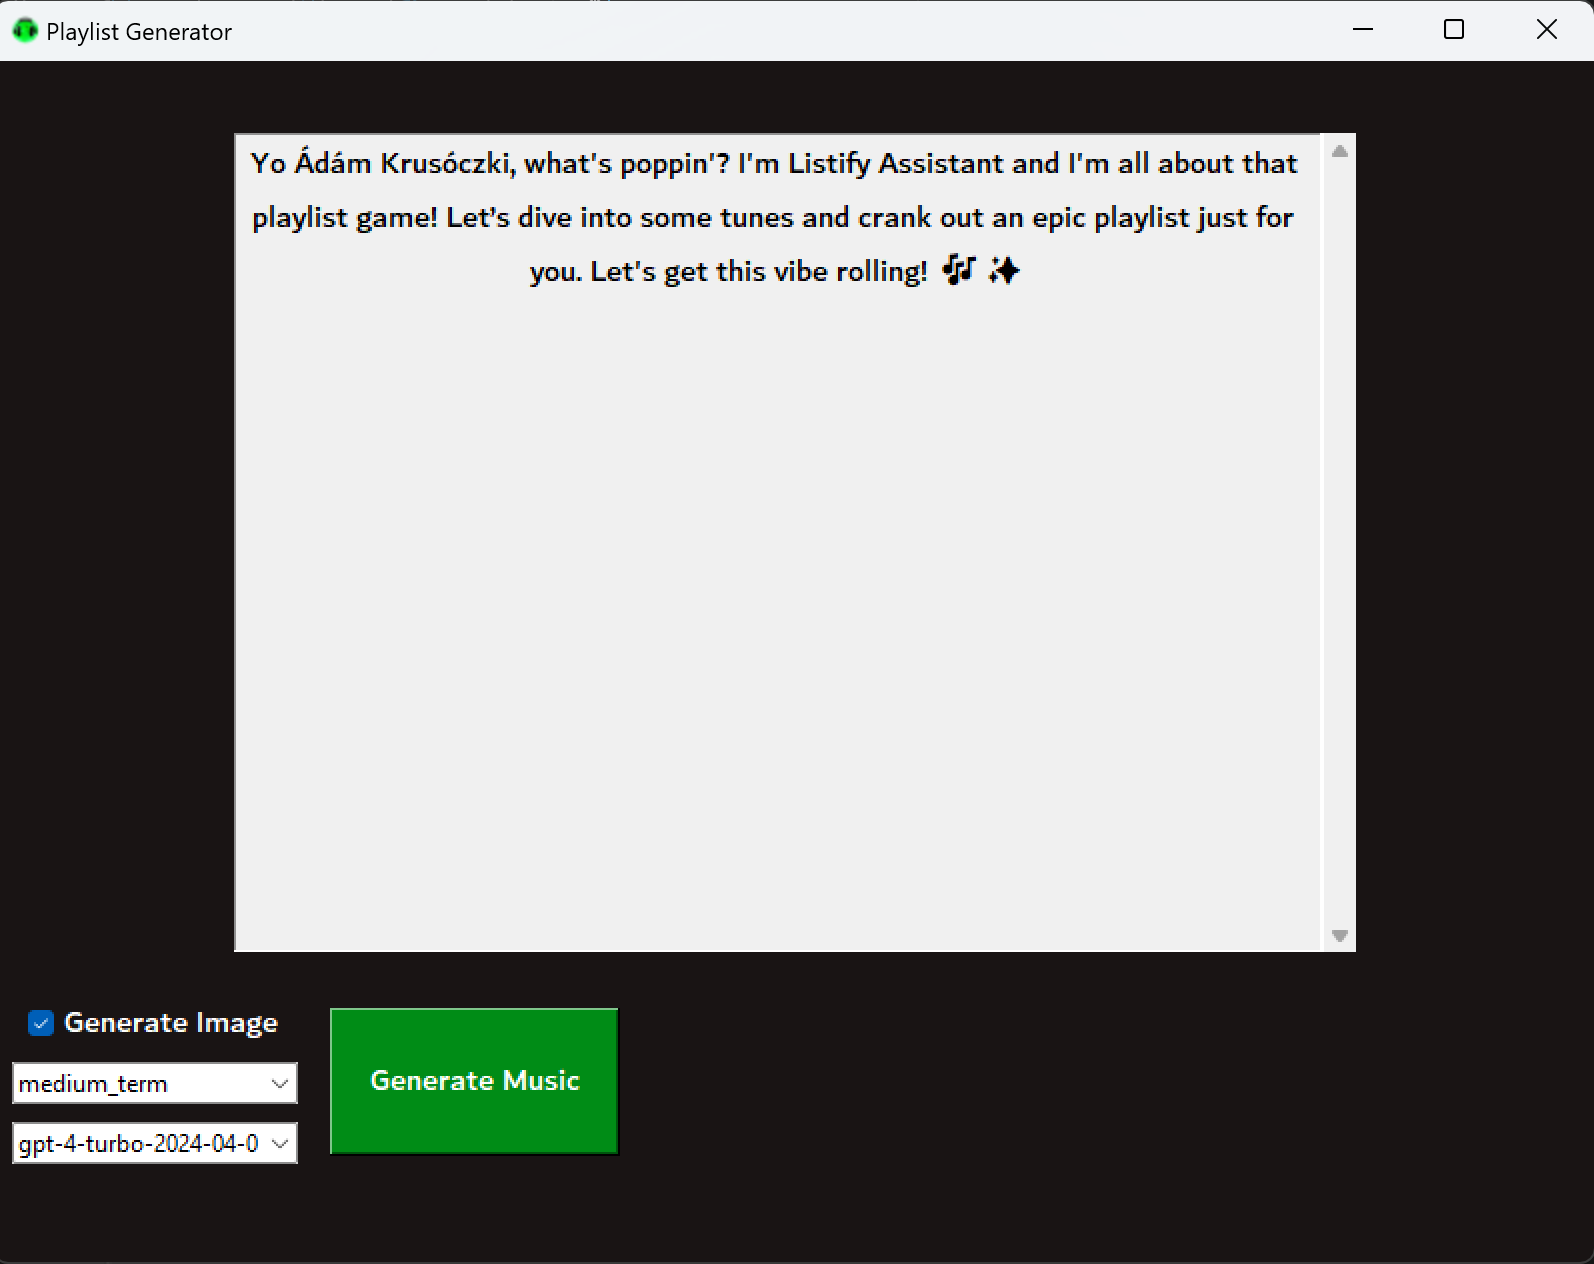 Playlist Generator
Yo Ádám Krusóczki, what's poppin'? I'm Listify Assistant and I'm all about that
playlist game! Let’s dive into some tunes and crank out an epic playlist just for
you. Let's get this vibe rolling! 🎶 ✨
Generate Image
medium_term
gpt-4-turbo-2024-04-0
Generate Music